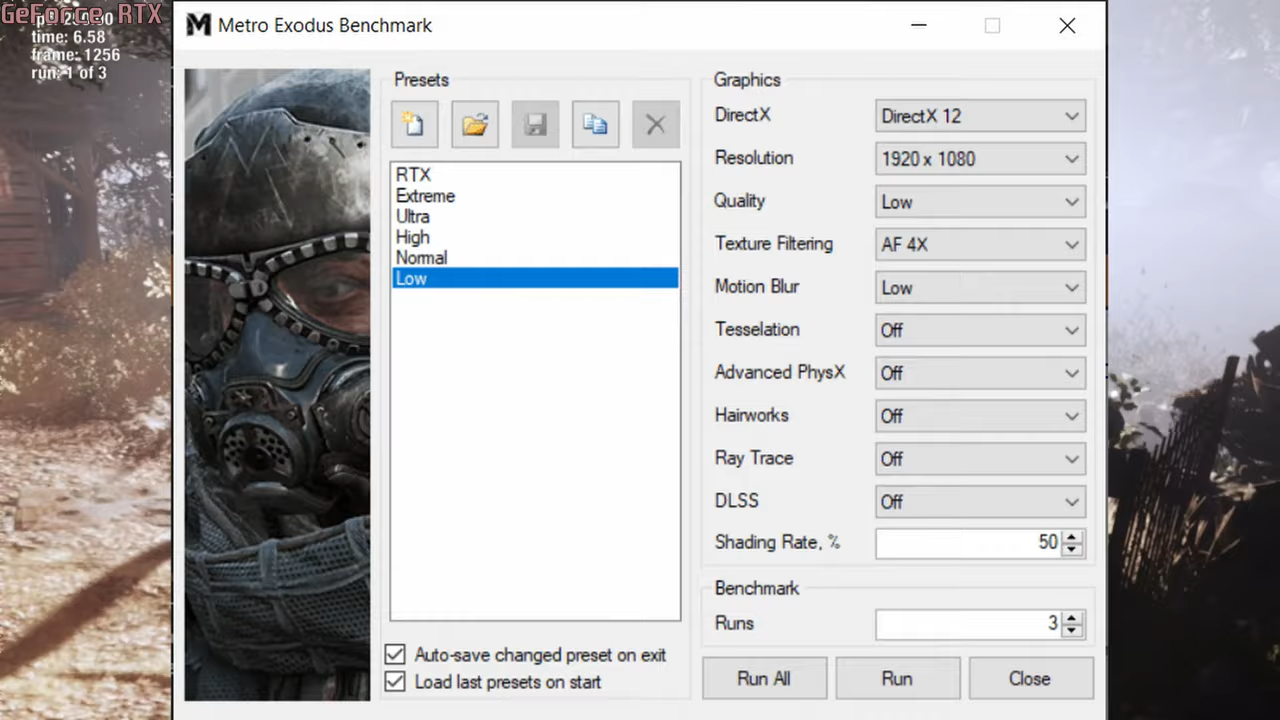 GeForce RTX
time: 6.58
frame: 1256
run: 1 of 3
Metro Exodus Benchmark
Presets
RTX
Extreme
Ultra
High
Normal
Low
Auto-save changed preset on exit
Load last presets on start
Graphics
DirectX DirectX 12
Resolution 1920 x 1080
Quality Low
Texture Filtering AF 4X
Motion Blur Low
Tesselation Off
Advanced PhysX Off
Hairworks Off
Ray Trace Off
DLSS Off
Shading Rate, % 50
Benchmark
Runs 3
Run All Run Close